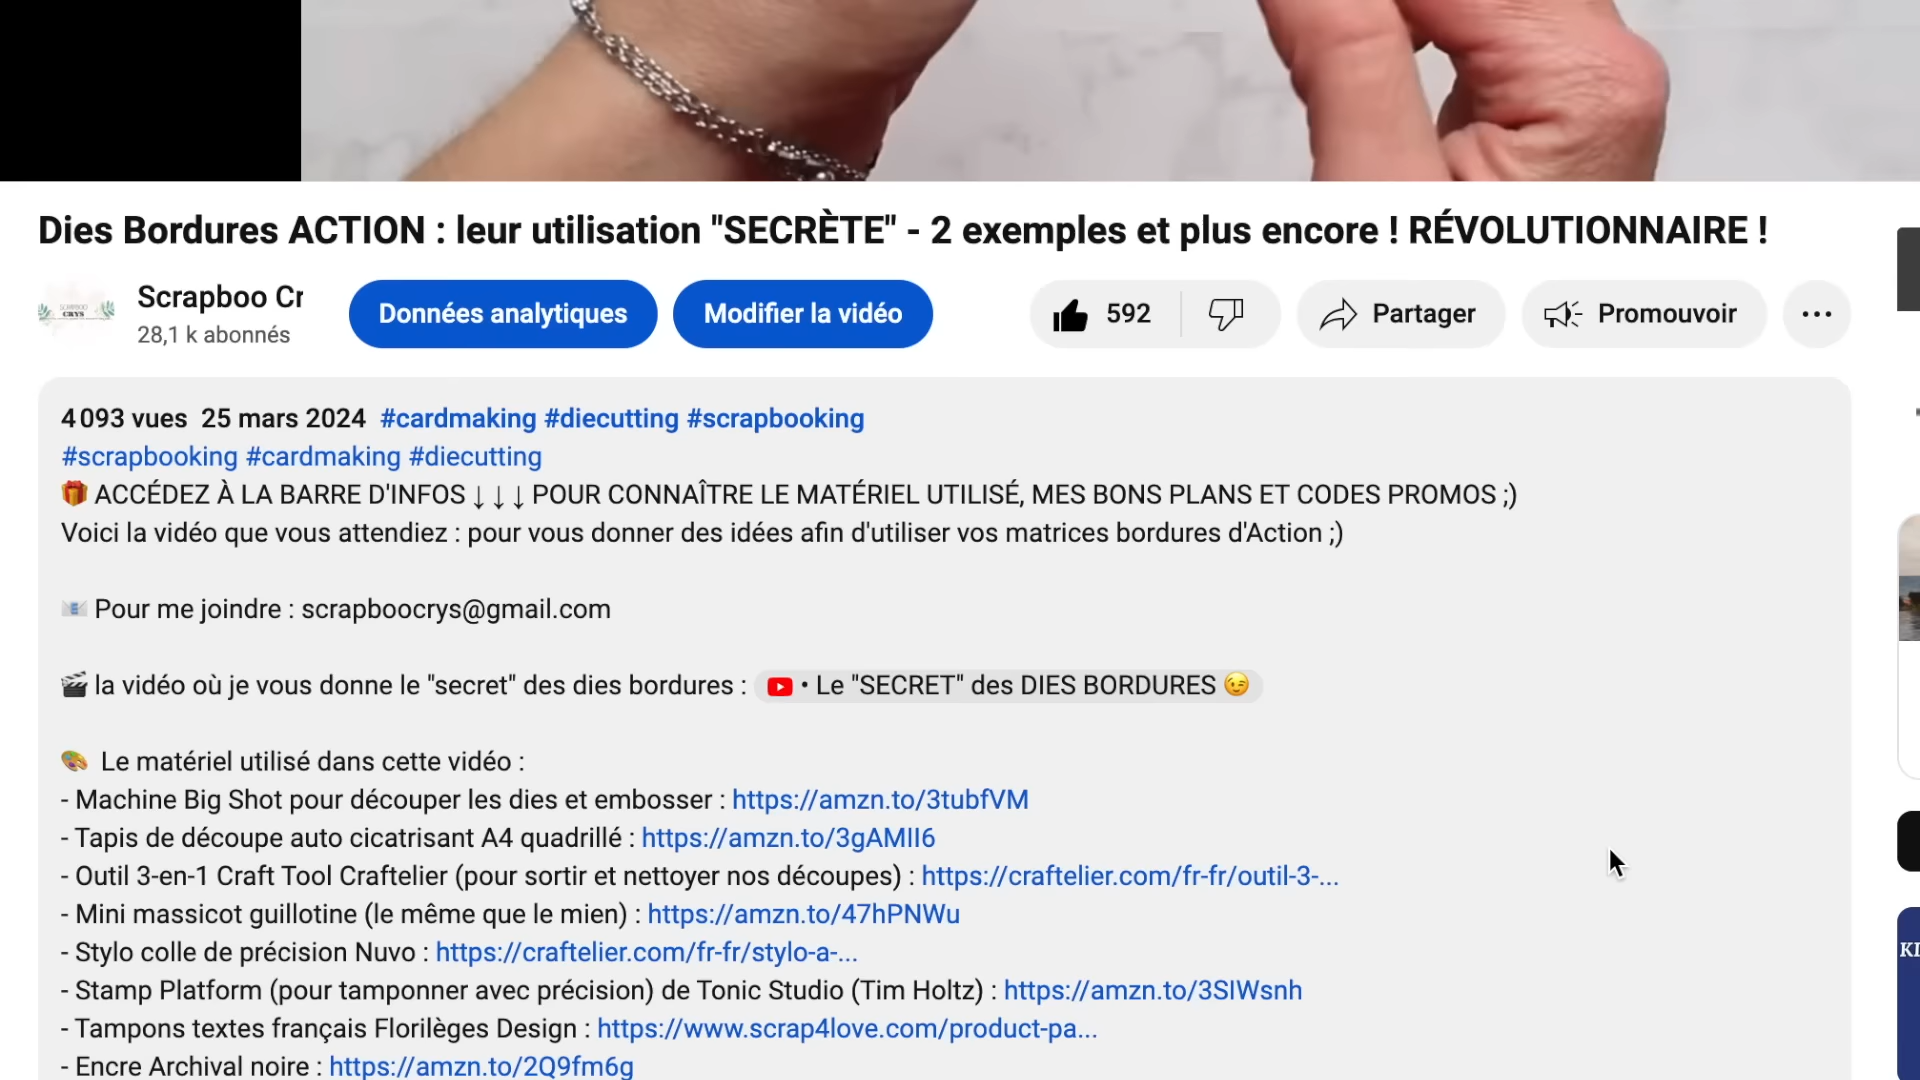 Dies Bordures ACTION : leur utilisation "SECRÈTE" - 2 exemples et plus encore ! RÉVOLUTIONNAIRE !
Scrapboo Cr
28,1 k abonnés
Données analytiques
Modifier la vidéo
592
Partager
Promouvoir
4 093 vues 25 mars 2024 #cardmaking #diecutting #scrapbooking
#scrapbooking #cardmaking #diecutting
🎁 ACCÉDEZ À LA BARRE D'INFOS ↓ ↓ ↓ POUR CONNAÎTRE LE MATÉRIEL UTILISÉ, MES BONS PLANS ET CODES PROMOS ;)
Voici la vidéo que vous attendiez : pour vous donner des idées afin d'utiliser vos matrices bordures d'Action ;)
📧 Pour me joindre : scrapboocrys@gmail.com
🎬 la vidéo où je vous donne le "secret" des dies bordures : • Le "SECRET" des DIES BORDURES 😉
🎨 Le matériel utilisé dans cette vidéo :
- Machine Big Shot pour découper les dies et embosser : https://amzn.to/3tubfVM
- Tapis de découpe auto cicatrisant A4 quadrillé : https://amzn.to/3gAMII6
- Outil 3-en-1 Craft Tool Craftelier (pour sortir et nettoyer nos découpes) : https://craftelier.com/fr-fr/outil-3-...
- Mini massicot guillotine (le même que le mien) : https://amzn.to/47hPNWu
- Stylo colle de précision Nuvo : https://craftelier.com/fr-fr/stylo-a-...
- Stamp Platform (pour tamponner avec précision) de Tonic Studio (Tim Holtz) : https://amzn.to/3SIWsnh
- Tampons textes français Florilèges Design : https://www.scrap4love.com/product-pa...
- Encre Archival noire : https://amzn.to/2Q9fm6g